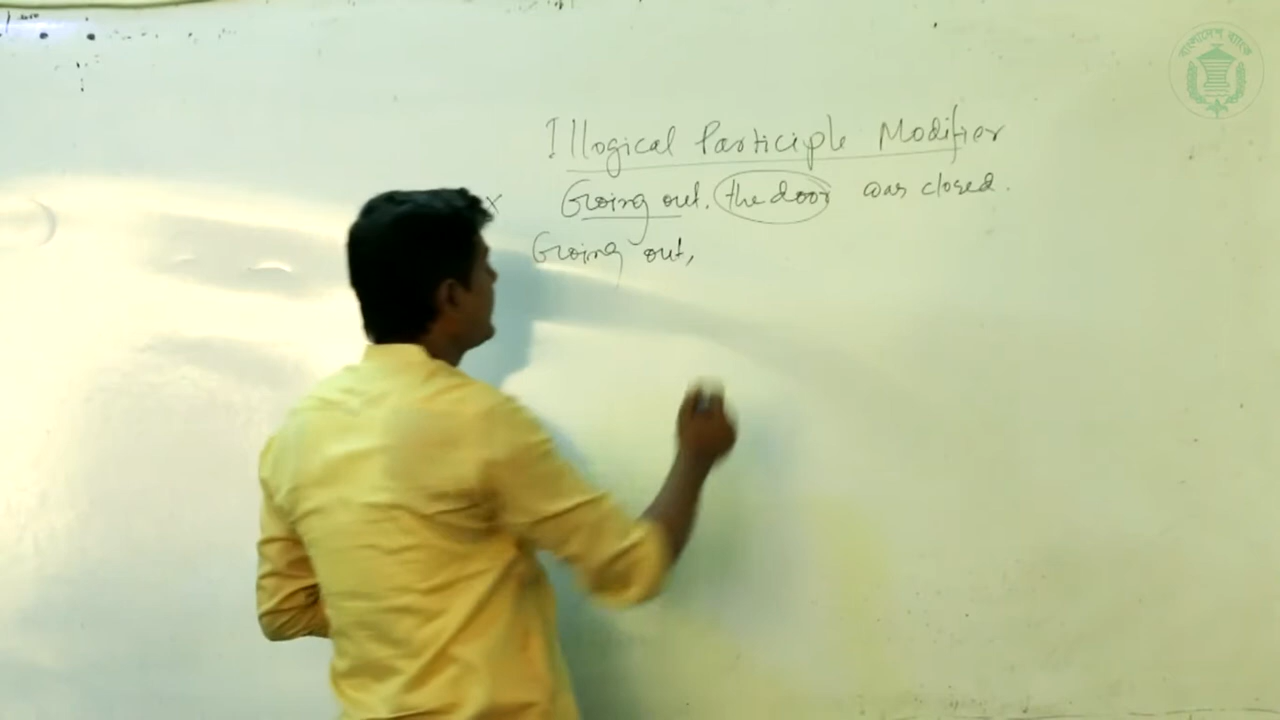 বাংলাদেশ ব্যাংক
Illogical Participle Modifier
x Going out, the door was closed.
Going out,